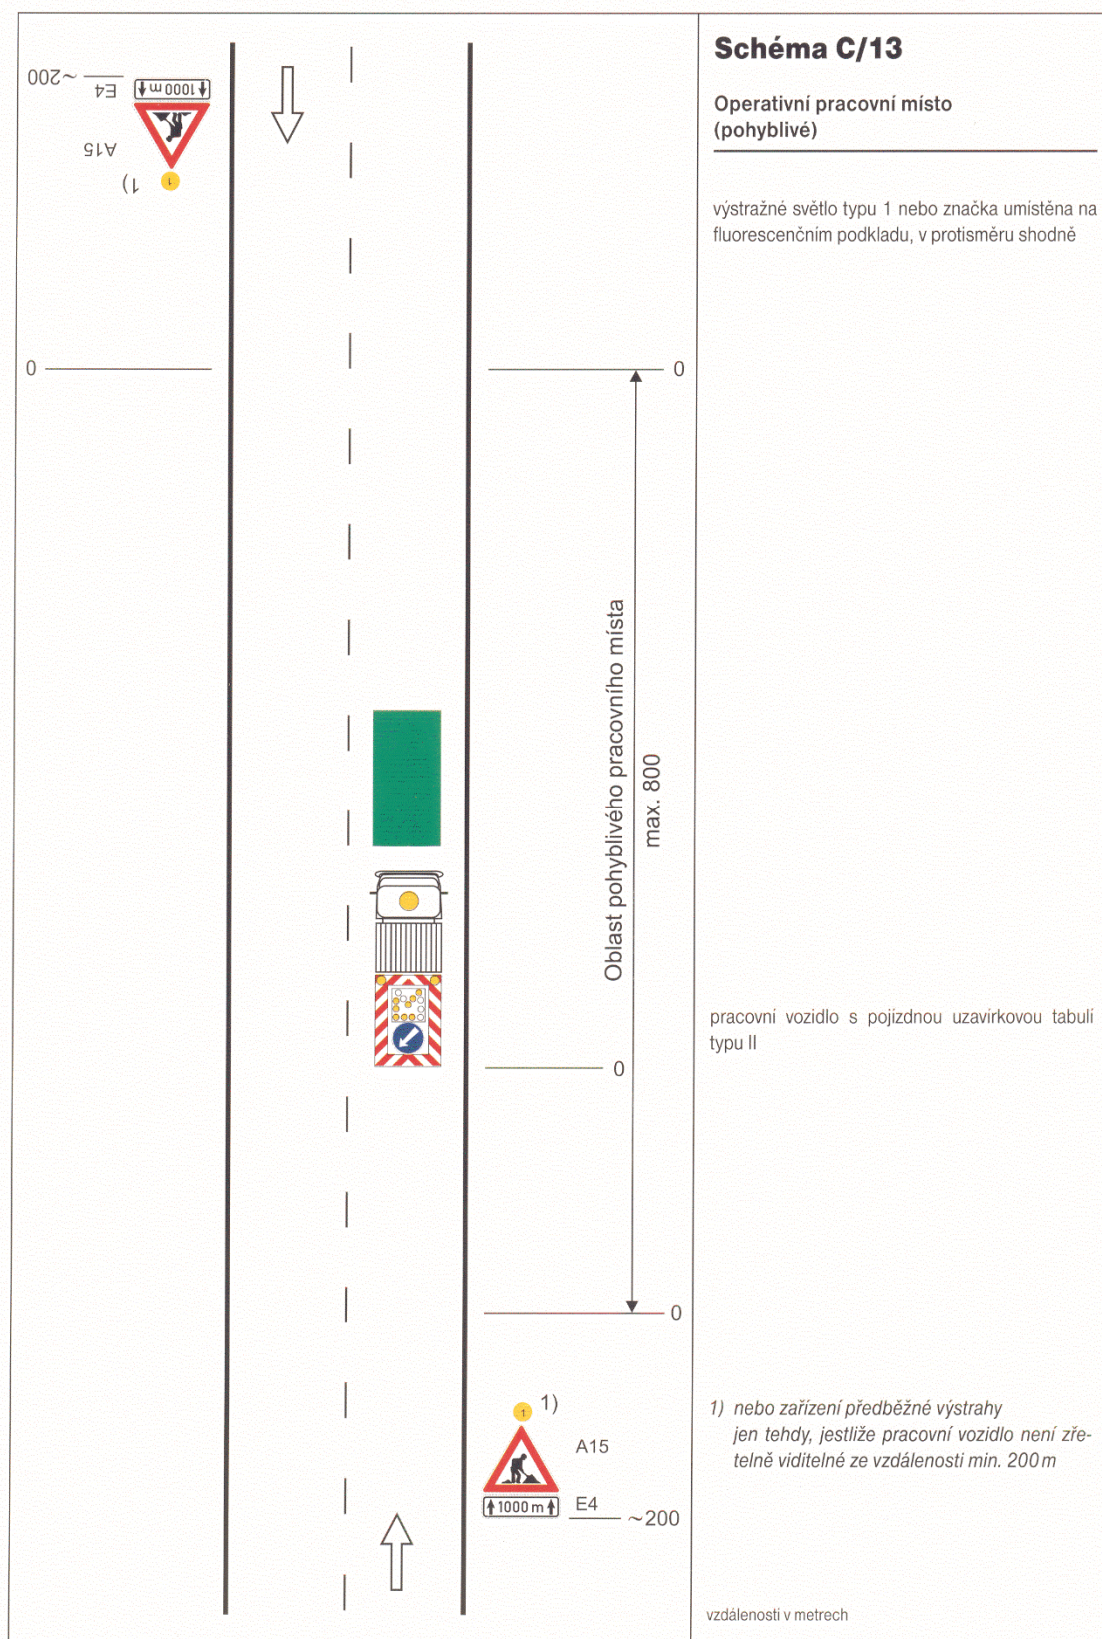 Schéma C/13
Operativní pracovní místo
(pohyblivé)
výstražné světlo typu 1 nebo značka umístěna na
fluorescenčním podkladu, v protisměru shodně
~200
E4
1000 m
A15
1)
1
0
0
Oblast pohyblivého pracovního místa
max. 800
pracovní vozidlo s pojízdnou uzavírkovou tabulí
typu II
0
0
1
1)
A15
1000 m
E4
~200
1) nebo zařízení předběžné výstrahy
jen tehdy, jestliže pracovní vozidlo není zře-
telně viditelné ze vzdálenosti min. 200 m
vzdálenosti v metrech